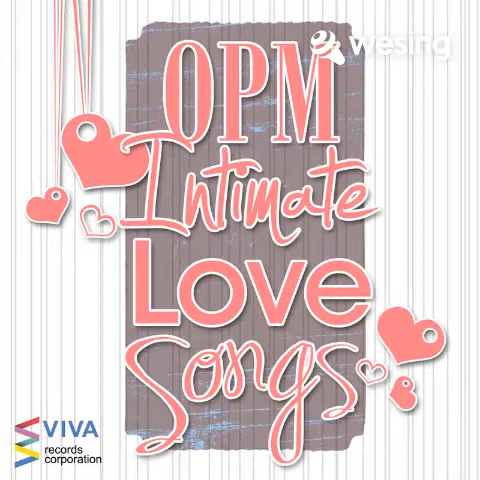 wesing
OPM
Intimate
Love
Songs
VIVA
records
corporation